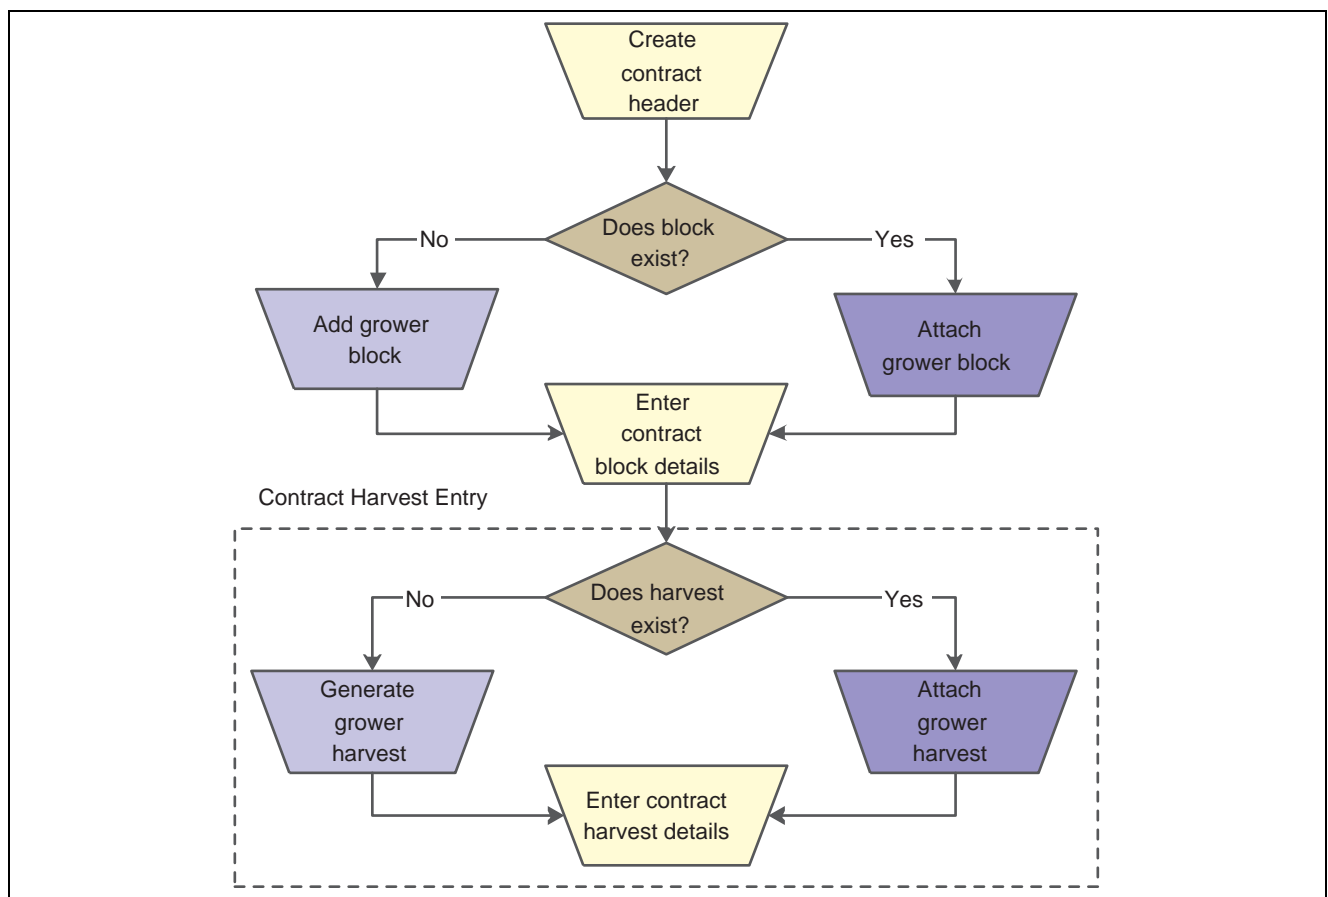 Create
contract
header
Does block
exist?
No
Yes
Add grower
block
Attach
grower block
Enter
contract
block details
Contract Harvest Entry
Does harvest
exist?
No
Yes
Generate
grower
harvest
Attach
grower
harvest
Enter contract
harvest details